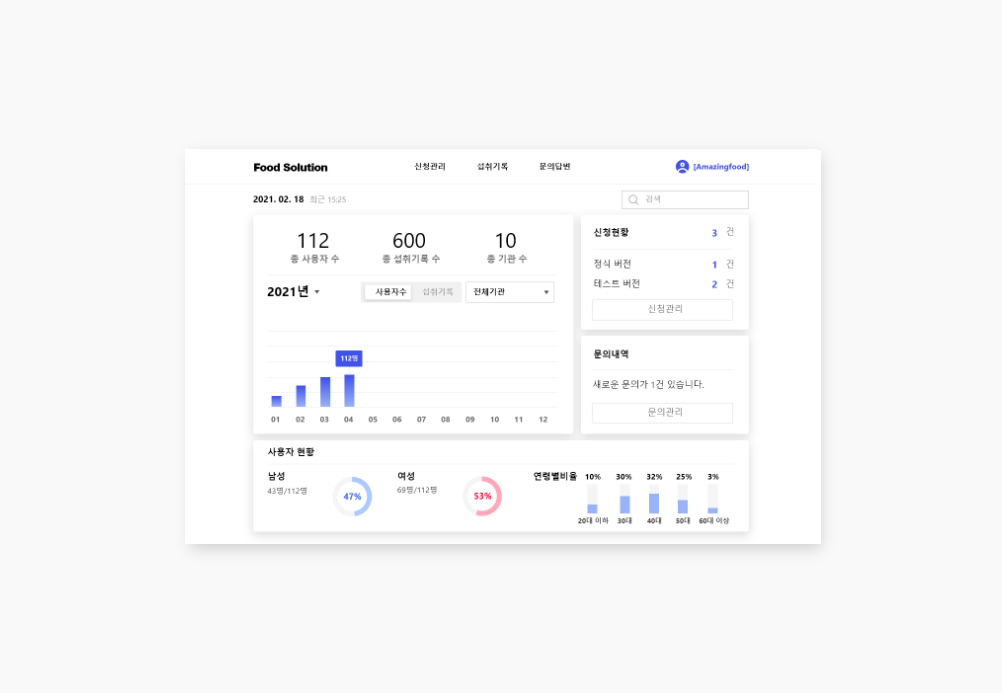 Food Solution
신청관리 섭취기록 문의답변
[Amazingfood]
2021. 02. 18 최근 15:25
검색
112 600 10
총 사용자 수 총 섭취기록 수 총 기관 수
2021년
사용자수 섭취기록 전체기관
112명
01 02 03 04 05 06 07 08 09 10 11 12
신청현황 3 건
정식 버전 1 건
테스트 버전 2 건
신청관리
문의내역
새로운 문의가 1건 있습니다.
문의관리
사용자 현황
남성
43명/112명
47%
여성
69명/112명
53%
연령별비율 10% 30% 32% 25% 3%
20대 이하 30대 40대 50대 60대 이상